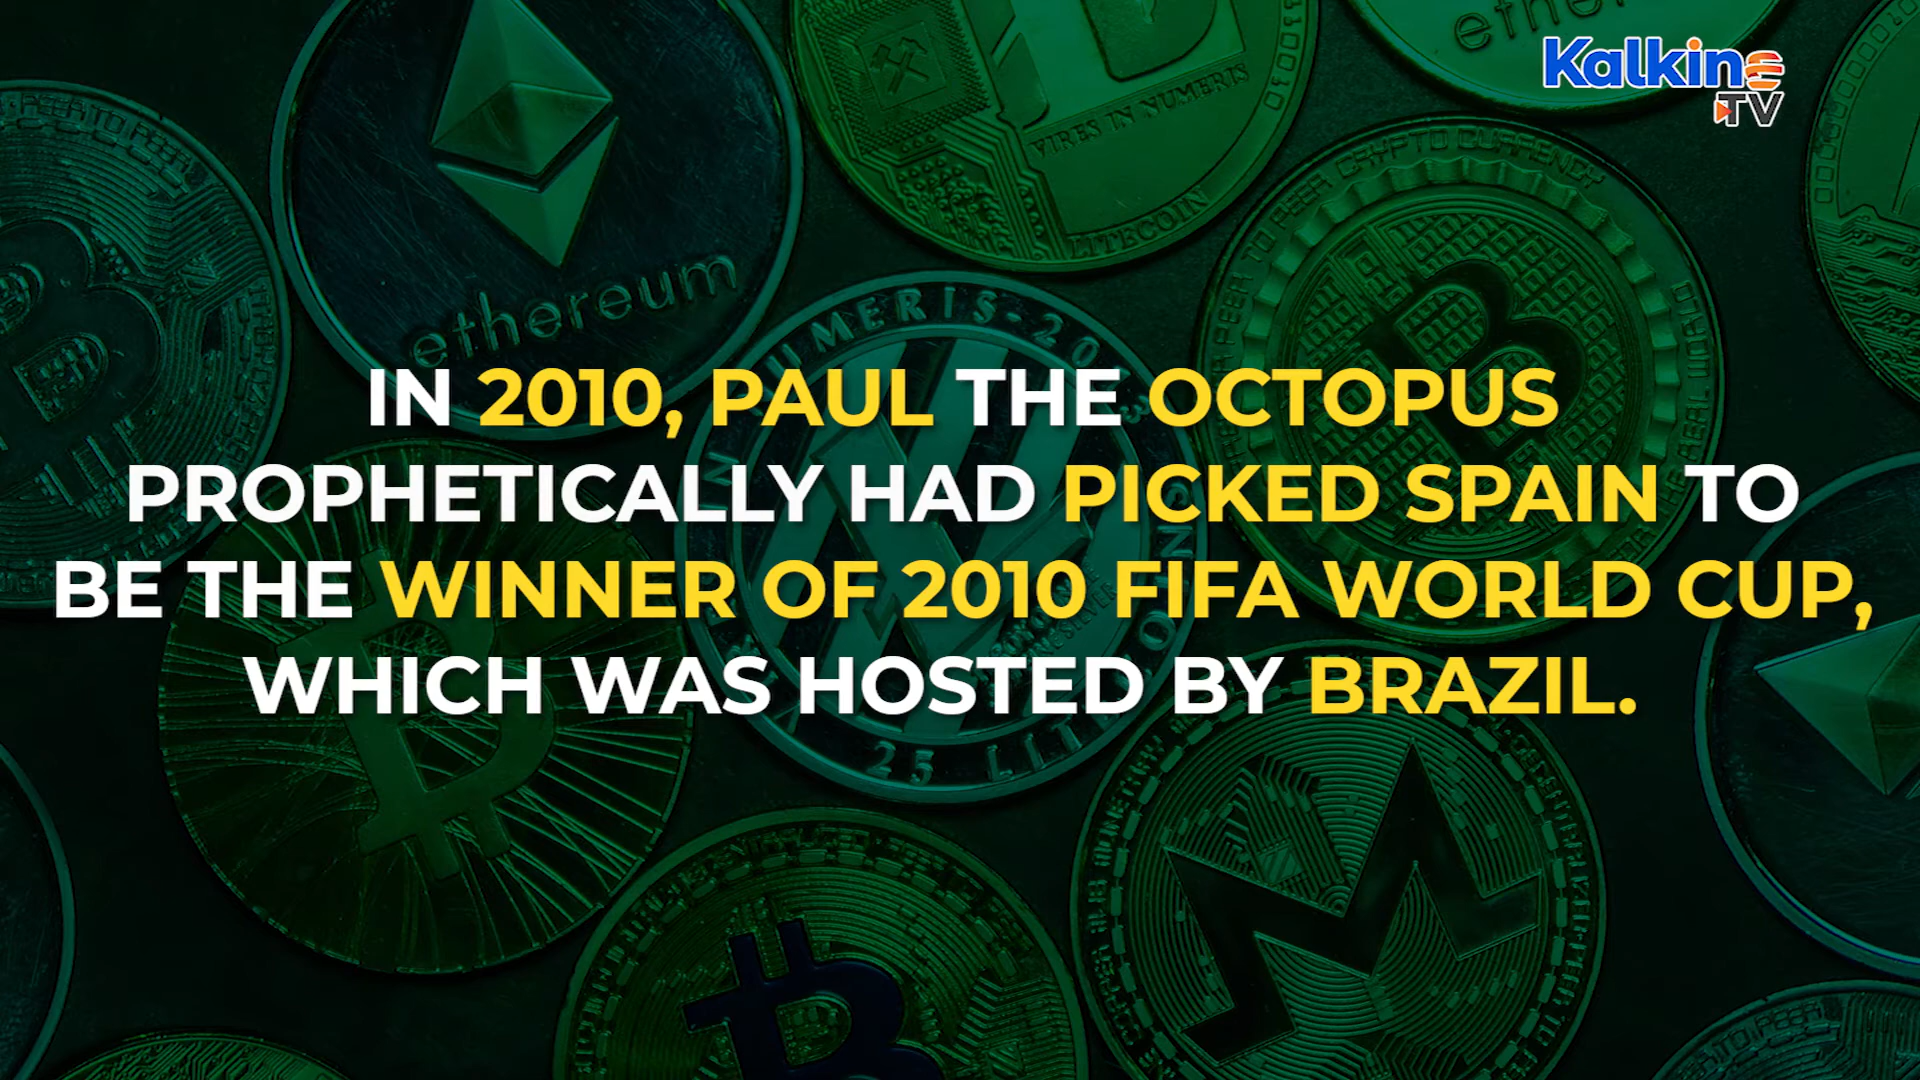 ethereum
VIRES IN NUMERIS
LITECOIN
Kalkine
TV
IN 2010, PAUL THE OCTOPUS
PROPHETICALLY HAD PICKED SPAIN TO
BE THE WINNER OF 2010 FIFA WORLD CUP,
WHICH WAS HOSTED BY BRAZIL.
25